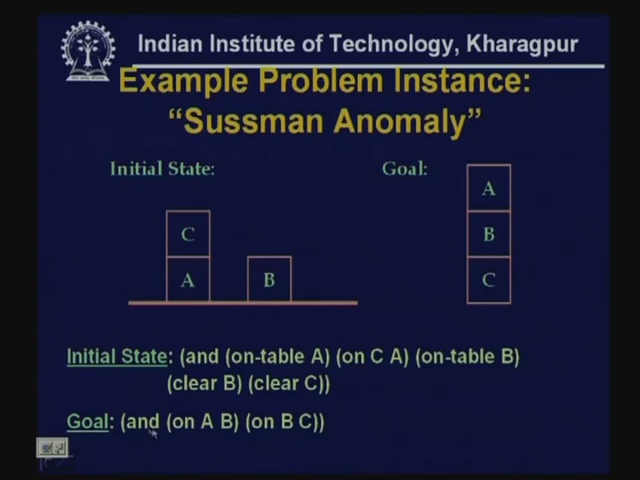 Indian Institute of Technology, Kharagpur
Example Problem Instance:
“Sussman Anomaly”
Initial State:
Goal:
C
A B
A
B
C
Initial State: (and (on-table A) (on C A) (on-table B)
(clear B) (clear C))
Goal: (and (on A B) (on B C))